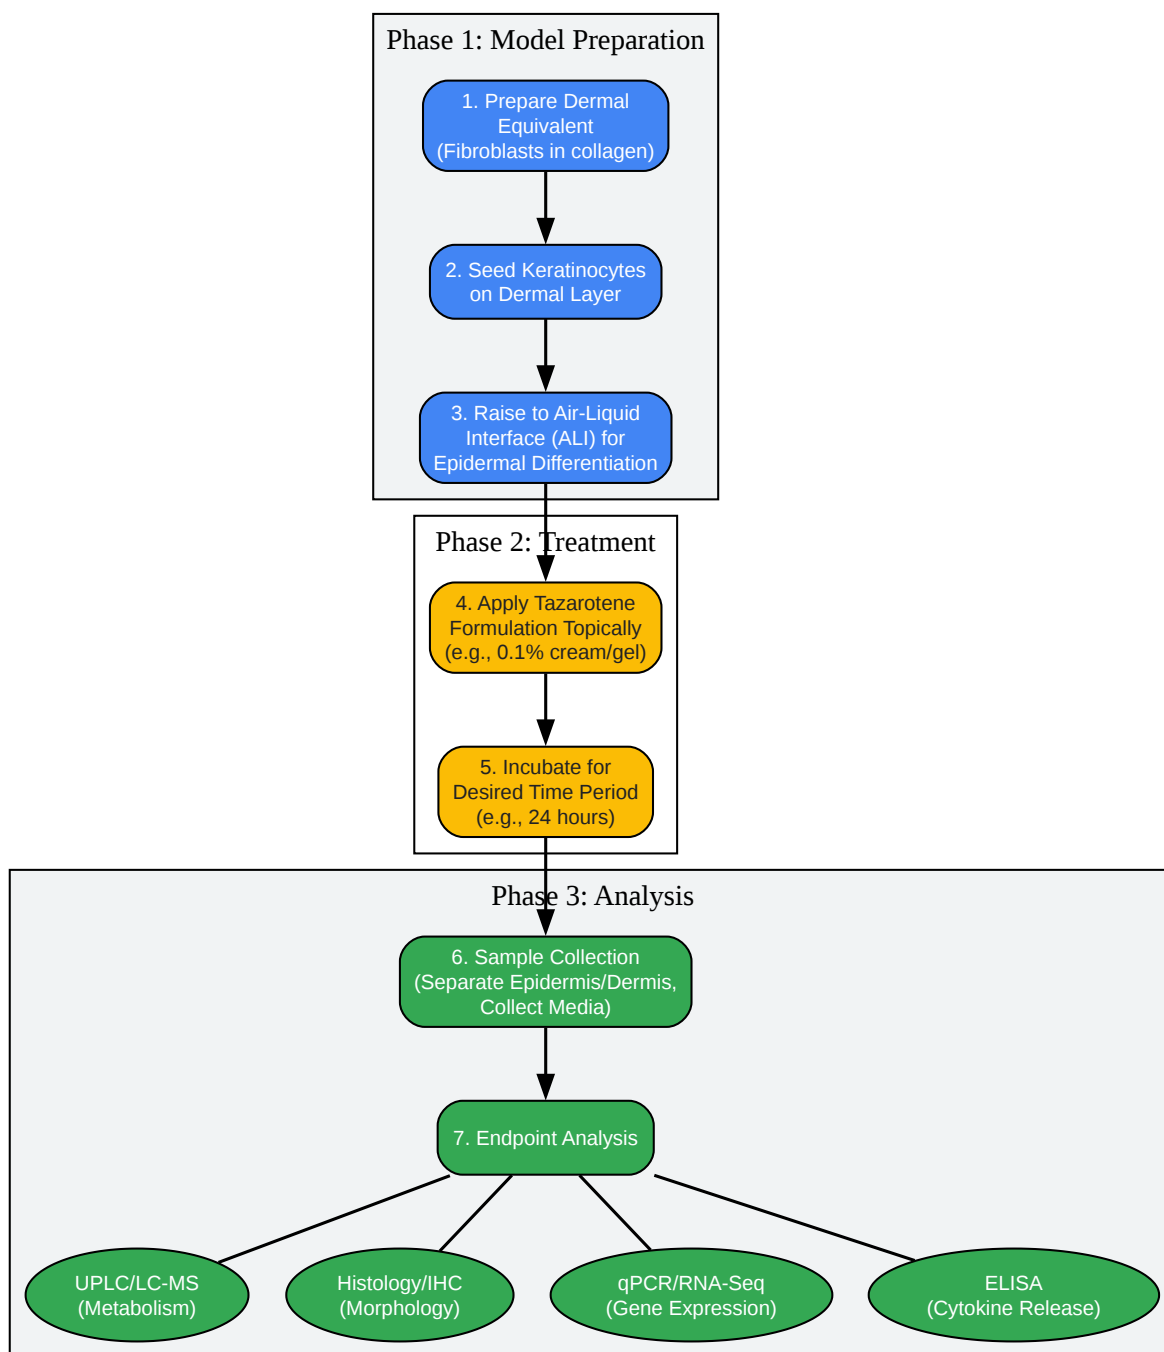 Phase 1: Model Preparation
1. Prepare Dermal
Equivalent
(Fibroblasts in collagen)
2. Seed Keratinocytes
on Dermal Layer
3. Raise to Air-Liquid
Interface (ALI) for
Epidermal Differentiation
Phase 2: Treatment
4. Apply Tazarotene
Formulation Topically
(e.g., 0.1% cream/gel)
5. Incubate for
Desired Time Period
(e.g., 24 hours)
Phase 3: Analysis
6. Sample Collection
(Separate Epidermis/Dermis,
Collect Media)
7. Endpoint Analysis
UPLC/LC-MS
(Metabolism)
Histology/IHC
(Morphology)
qPCR/RNA-Seq
(Gene Expression)
ELISA
(Cytokine Release)